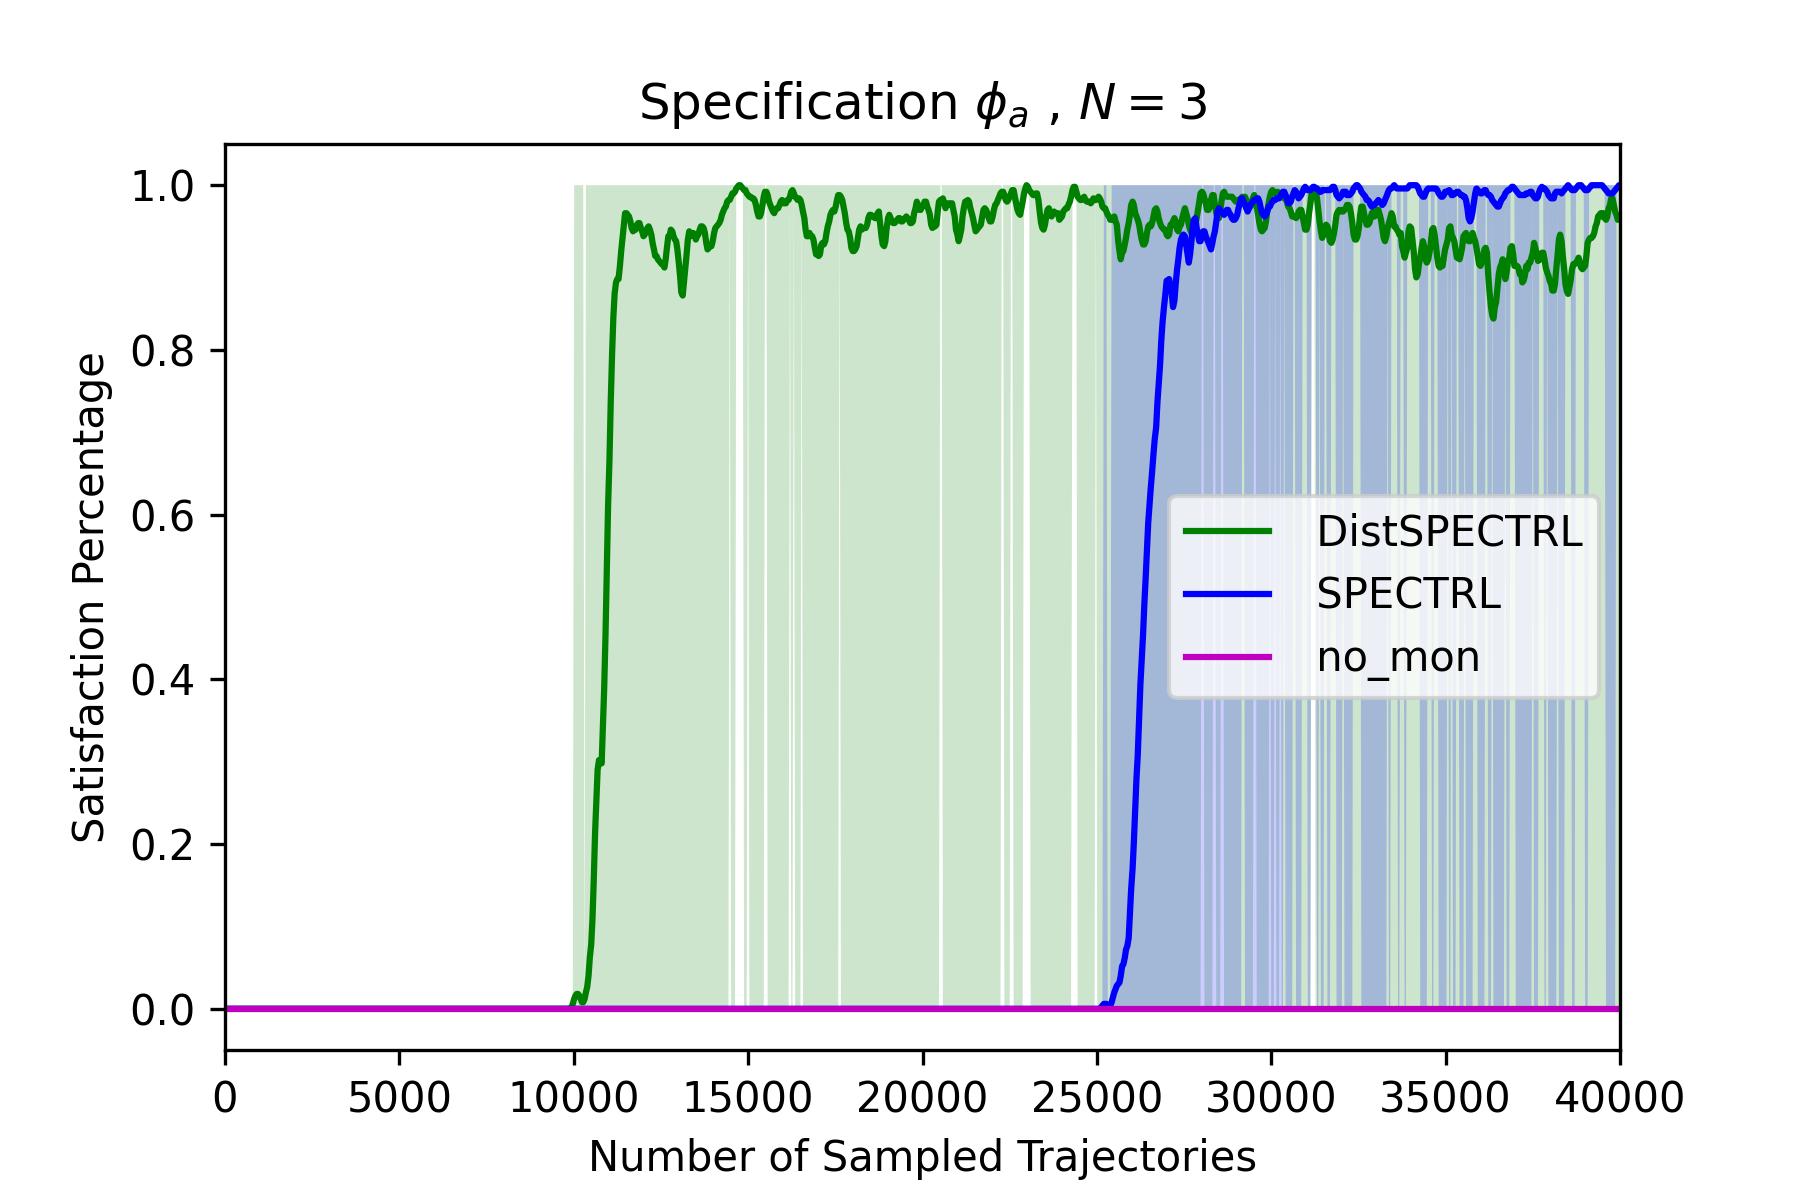 Specification ϕₐ , N = 3
1.0
0.8
0.6
0.4
0.2
0.0
Satisfaction Percentage
DistSPECTRL
SPECTRL
no_mon
0 5000 10000 15000 20000 25000 30000 35000 40000
Number of Sampled Trajectories